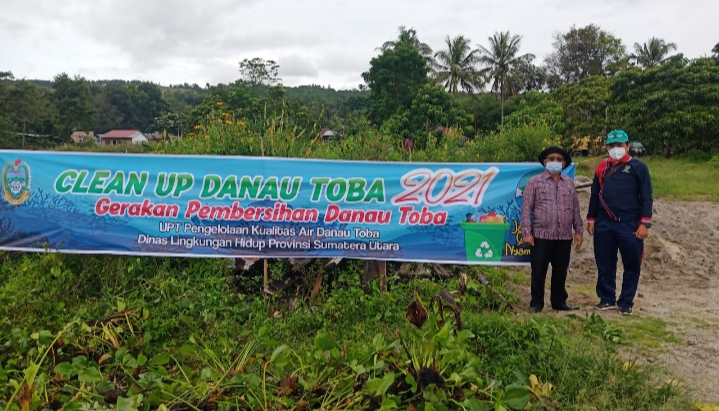 CLEAN UP DANAU TOBA 2021
Gerakan Pembersihan Danau Toba
UPT Pengelolaan Kualitas Air Danau Toba
Dinas Lingkungan Hidup Provinsi Sumatera Utara